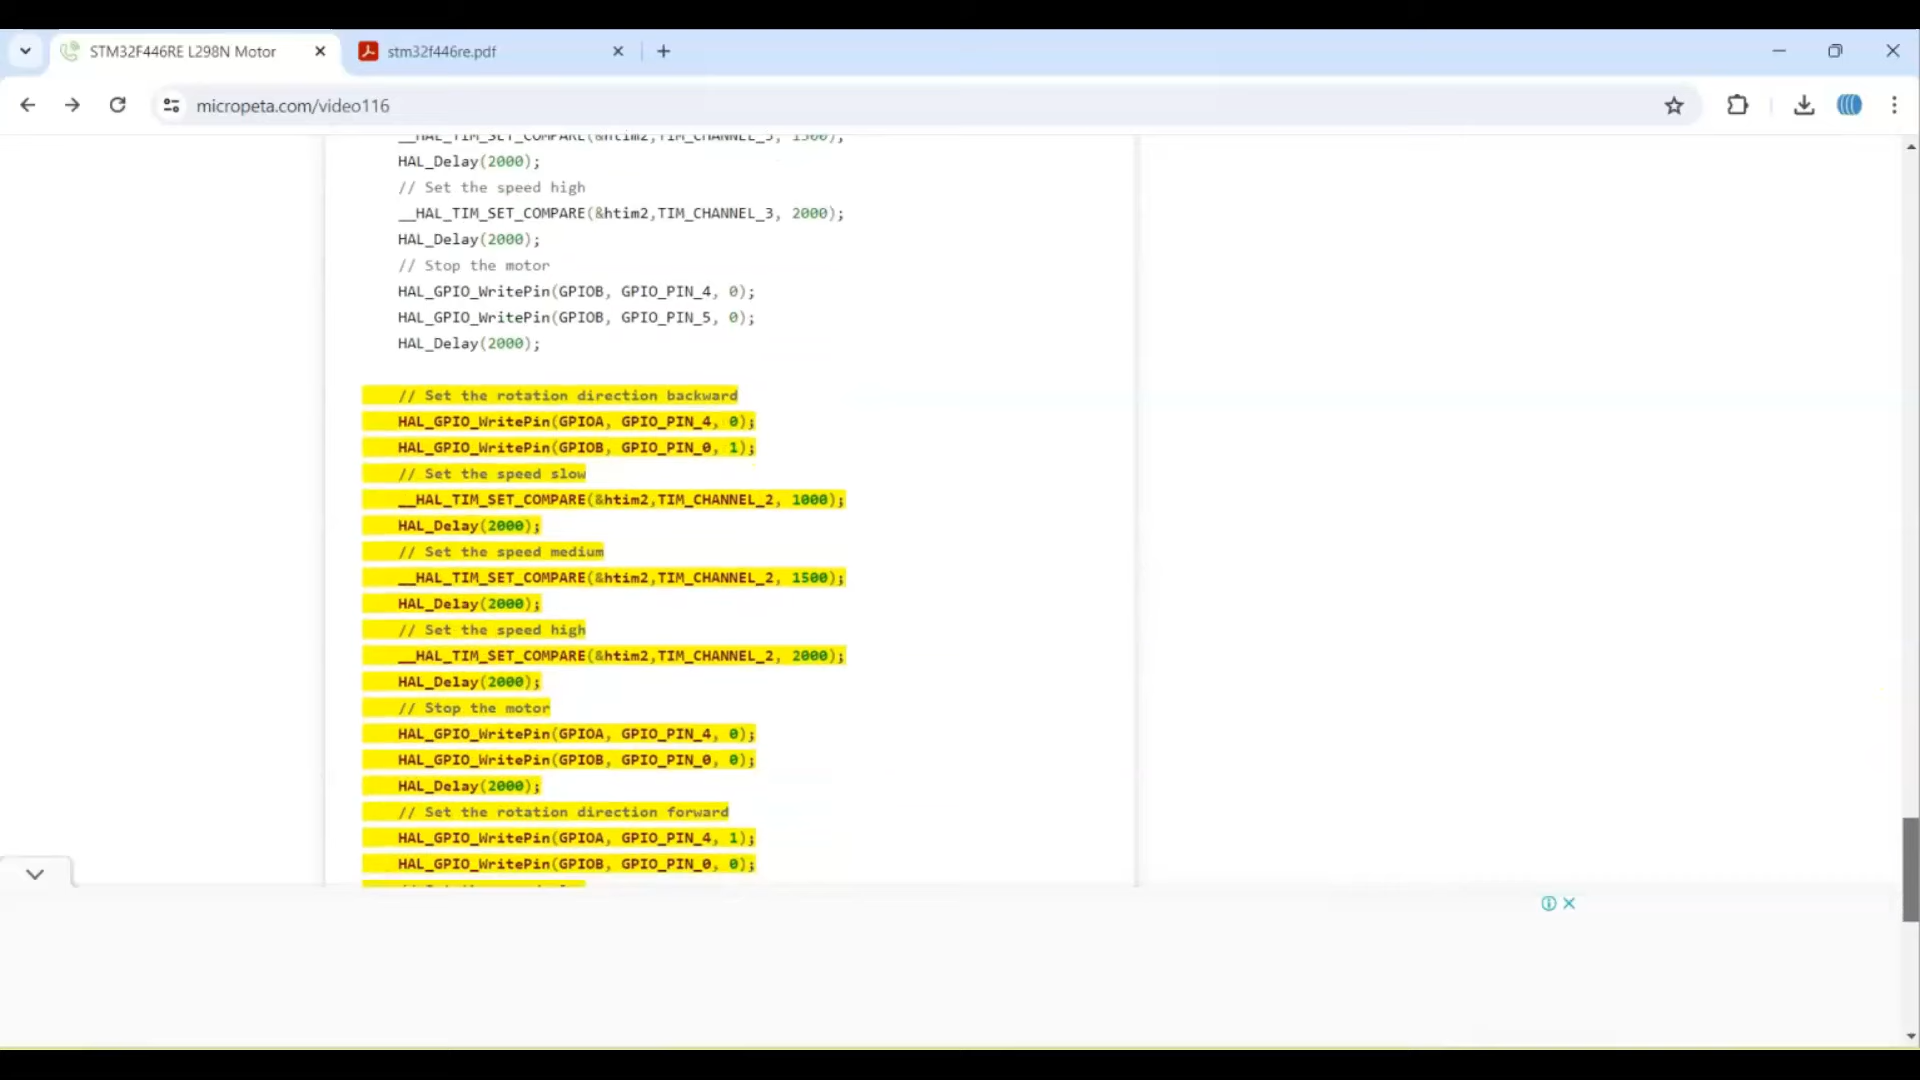 STM32F446RE L298N Motor
stm32f446re.pdf
micropeta.com/video116
__HAL_TIM_SET_COMPARE(&htim2,TIM_CHANNEL_3, 1500);
HAL_Delay(2000);
// Set the speed high
__HAL_TIM_SET_COMPARE(&htim2,TIM_CHANNEL_3, 2000);
HAL_Delay(2000);
// Stop the motor
HAL_GPIO_WritePin(GPIOB, GPIO_PIN_4, 0);
HAL_GPIO_WritePin(GPIOB, GPIO_PIN_5, 0);
HAL_Delay(2000);
// Set the rotation direction backward
HAL_GPIO_WritePin(GPIOA, GPIO_PIN_4, 0);
HAL_GPIO_WritePin(GPIOB, GPIO_PIN_0, 1);
// Set the speed slow
__HAL_TIM_SET_COMPARE(&htim2,TIM_CHANNEL_2, 1000);
HAL_Delay(2000);
// Set the speed medium
__HAL_TIM_SET_COMPARE(&htim2,TIM_CHANNEL_2, 1500);
HAL_Delay(2000);
// Set the speed high
__HAL_TIM_SET_COMPARE(&htim2,TIM_CHANNEL_2, 2000);
HAL_Delay(2000);
// Stop the motor
HAL_GPIO_WritePin(GPIOA, GPIO_PIN_4, 0);
HAL_GPIO_WritePin(GPIOB, GPIO_PIN_0, 0);
HAL_Delay(2000);
// Set the rotation direction forward
HAL_GPIO_WritePin(GPIOA, GPIO_PIN_4, 1);
HAL_GPIO_WritePin(GPIOB, GPIO_PIN_0, 0);